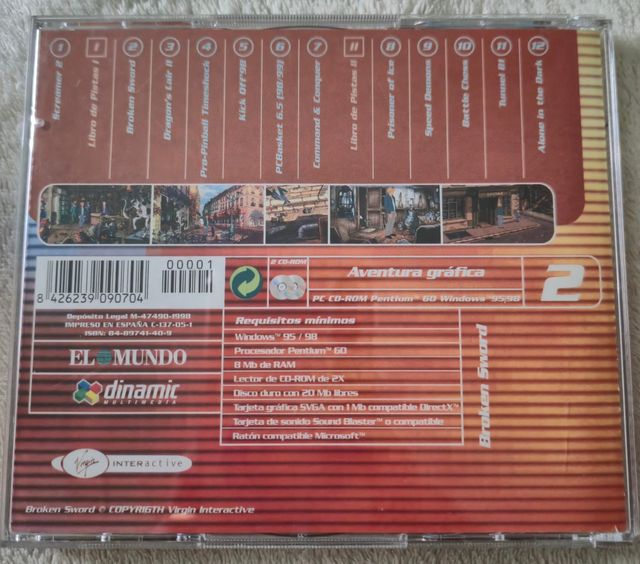 1 Screamer 2
I Libro de Pistas I
2 Broken Sword
3 Dragon's Lair II
4 Pro-Pinball Timeshock
5 Kick Off'98
6 PCBasket 6.5 (98/99)
7 Command & Conquer
II Libro de Pistas II
8 Prisoner of Ice
9 Speed Demons
10 Battle Chess
11 Tunnel B1
12 Alone in the Dark
00001
8 426239 090704
Depósito Legal M-47490-1998
IMPRESO EN ESPAÑA C-137-05-1
ISBN: 84-89741-40-9
EL MUNDO
dinamic
MULTIMEDIA
2 CD-ROM
Aventura gráfica
2
PC CD-ROM Pentium™ 60 Windows™95/98
Requisitos mínimos
Windows™ 95 / 98
Procesador Pentium™ 60
8 Mb de RAM
Lector de CD-ROM de 2X
Disco duro con 20 Mb libres
Tarjeta gráfica SVGA con 1 Mb compatible DirectX™
Tarjeta de sonido Sound Blaster™ o compatible
Ratón compatible Microsoft™
Broken Sword
Virgin INTERactive
Broken Sword © COPYRIGTH Virgin Interactive